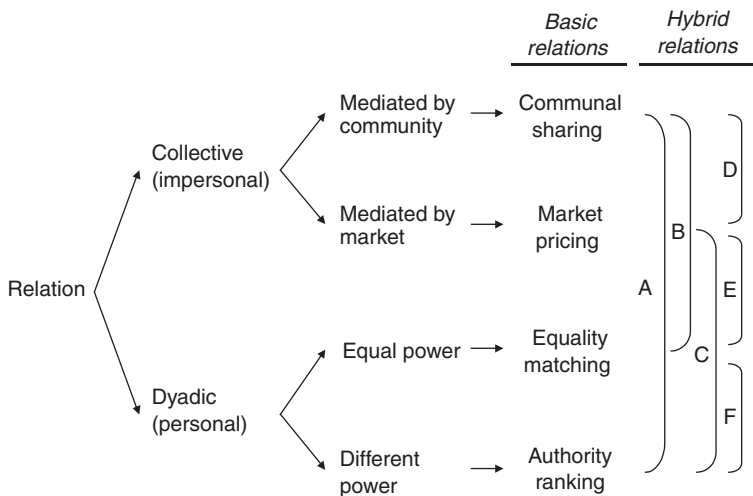 Basic
relations
Hybrid
relations
Mediated by
community
Communal
sharing
Collective
(impersonal)
D
Mediated by
market
Market
pricing
B
Relation
A
E
Equal power
Equality
matching
C
Dyadic
(personal)
F
Different
power
Authority
ranking